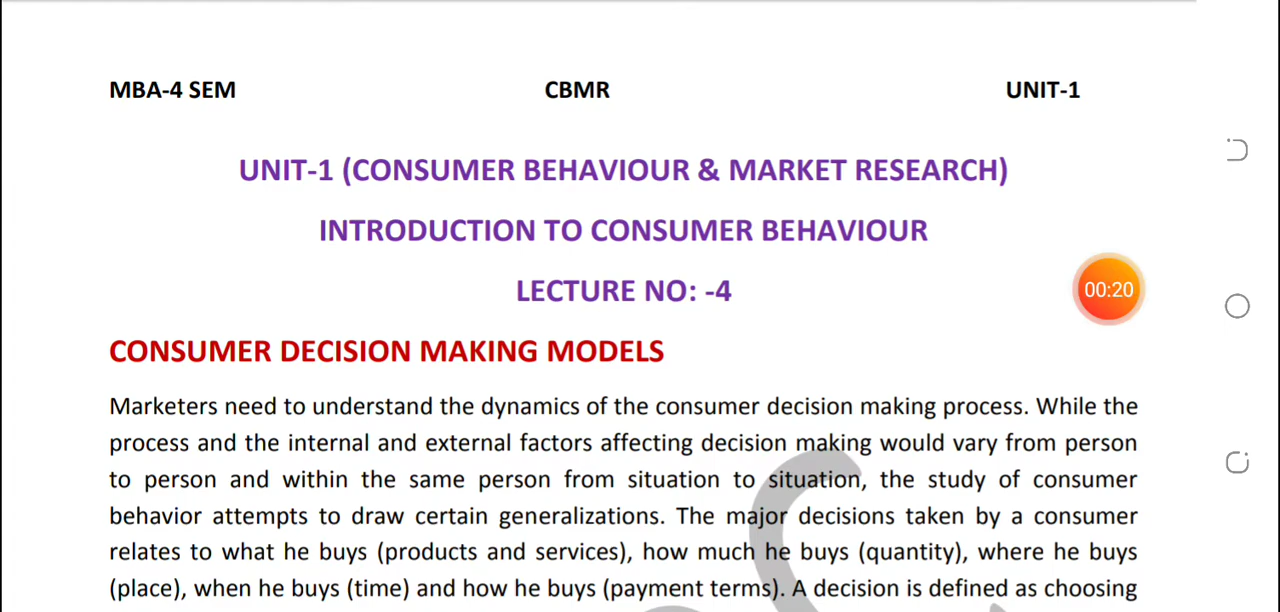 MBA-4 SEM CBMR UNIT-1
UNIT-1 (CONSUMER BEHAVIOUR & MARKET RESEARCH)
INTRODUCTION TO CONSUMER BEHAVIOUR
LECTURE NO: -4
00:20
CONSUMER DECISION MAKING MODELS
Marketers need to understand the dynamics of the consumer decision making process. While the
process and the internal and external factors affecting decision making would vary from person
to person and within the same person from situation to situation, the study of consumer
behavior attempts to draw certain generalizations. The major decisions taken by a consumer
relates to what he buys (products and services), how much he buys (quantity), where he buys
(place), when he buys (time) and how he buys (payment terms). A decision is defined as choosing